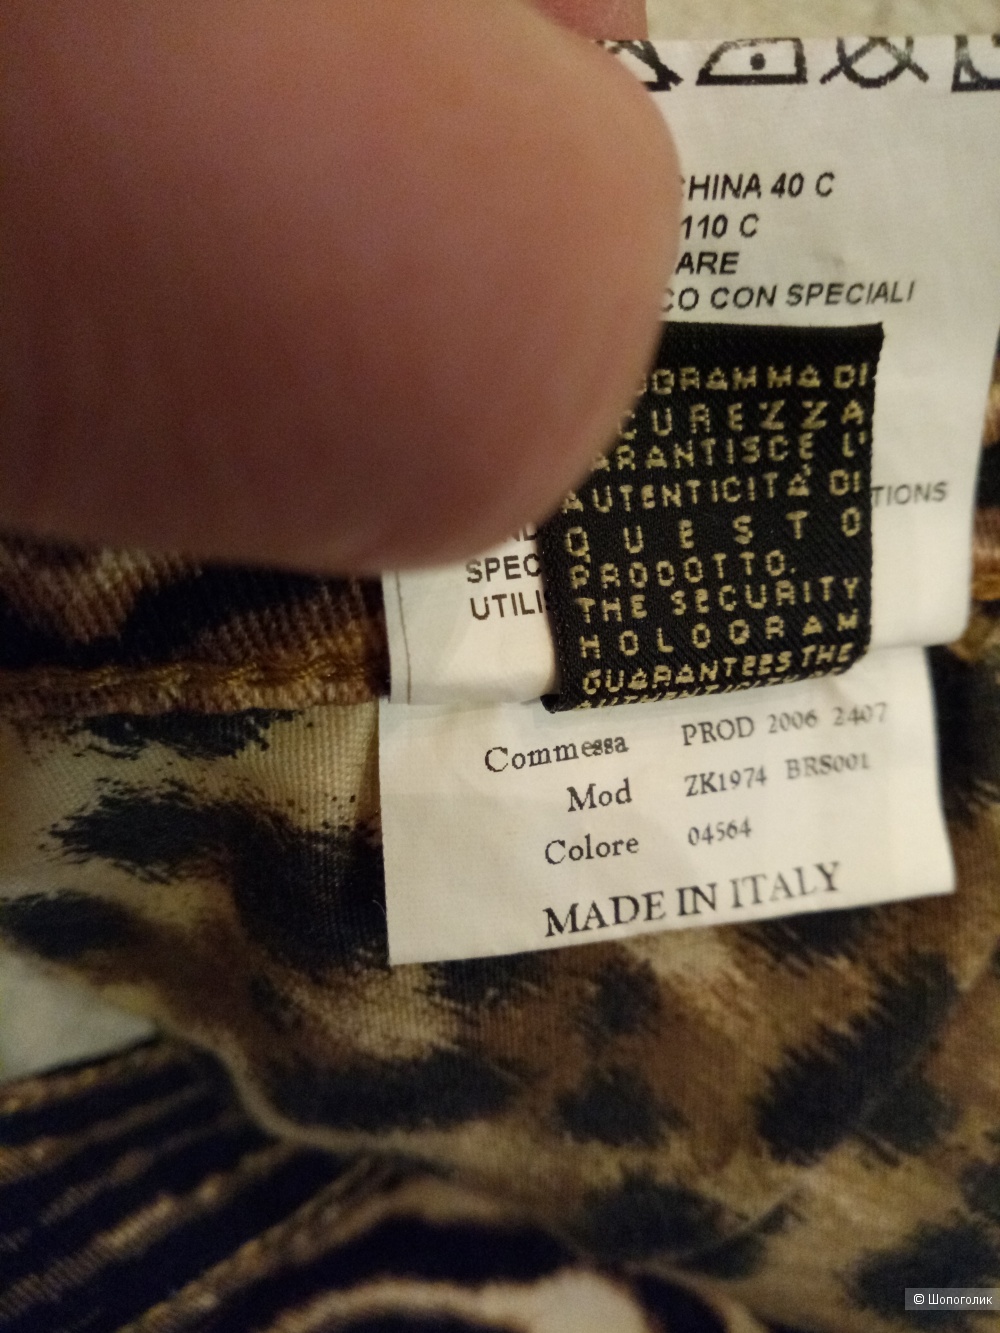 CHINA 40 C
110 C
ARE
CO CON SPECIALI
OGRAMMA DI
CUREZZA
ARANTISCE L'
AUTENTICITÁ DI
TIONS
QUESTO
SPEC
PRODOTTO.
UTILI
THE SECURITY
HOLOGRAM
GUARANTEES THE
Commessa PROD 2006 2407
Mod ZK1974 BRS001
Colore 04564
MADE IN ITALY
© Шопоголик